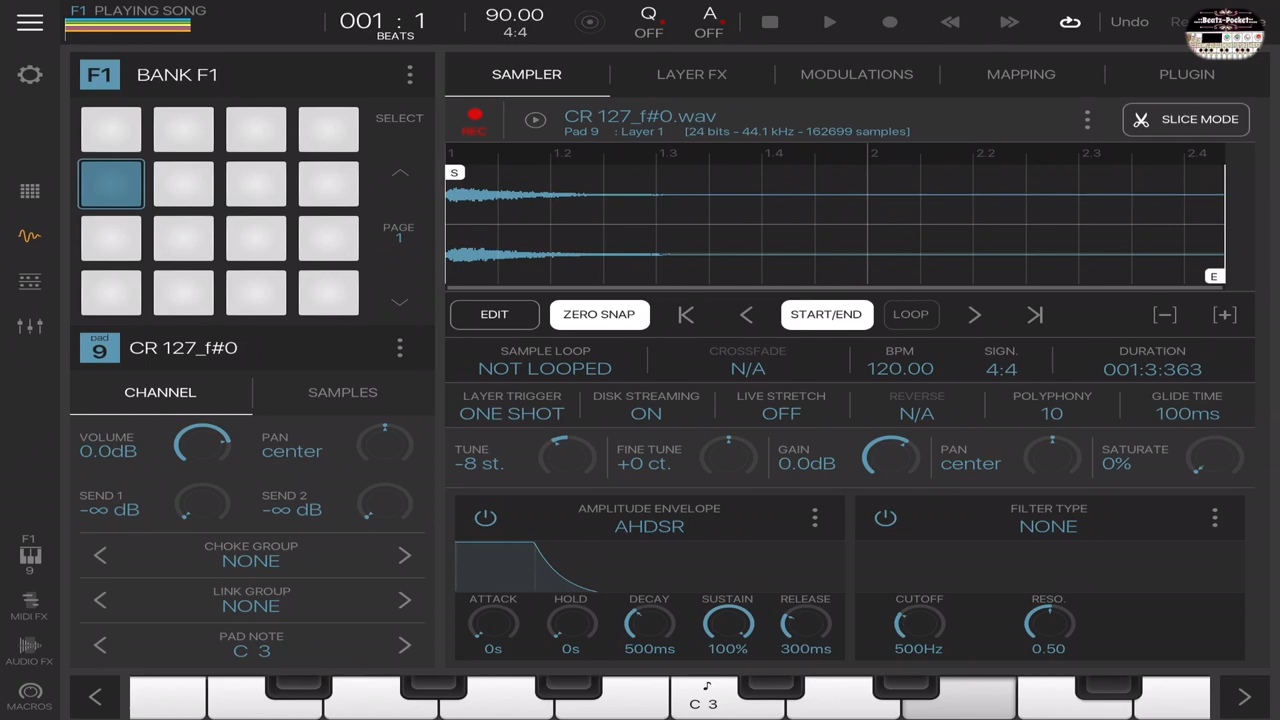 F1 PLAYING SONG
001 : 1
BEATS
90.00
4:4
Q
OFF
A
OFF
Undo
.::Beatz-Pocket::.
F1 BANK F1
SELECT
PAGE
1
pad
9
CR 127_f#0
CHANNEL
SAMPLES
VOLUME
0.0dB
PAN
center
SEND 1
-∞ dB
SEND 2
-∞ dB
CHOKE GROUP
NONE
LINK GROUP
NONE
PAD NOTE
C 3
SAMPLER
LAYER FX
MODULATIONS
MAPPING
PLUGIN
REC
CR 127_f#0.wav
Pad 9 : Layer 1 [24 bits - 44.1 kHz - 162699 samples]
SLICE MODE
1 1.2 1.3 1.4 2 2.2 2.3 2.4
S
E
EDIT
ZERO SNAP
START/END
LOOP
[-]
[+]
SAMPLE LOOP
NOT LOOPED
CROSSFADE
N/A
BPM
120.00
SIGN.
4:4
DURATION
001:3:363
LAYER TRIGGER
ONE SHOT
DISK STREAMING
ON
LIVE STRETCH
OFF
REVERSE
N/A
POLYPHONY
10
GLIDE TIME
100ms
TUNE
-8 st.
FINE TUNE
+0 ct.
GAIN
0.0dB
PAN
center
SATURATE
0%
AMPLITUDE ENVELOPE
AHDSR
ATTACK
0s
HOLD
0s
DECAY
500ms
SUSTAIN
100%
RELEASE
300ms
FILTER TYPE
NONE
CUTOFF
500Hz
RESO.
0.50
F1
9
MIDI FX
AUDIO FX
MACROS
C 3